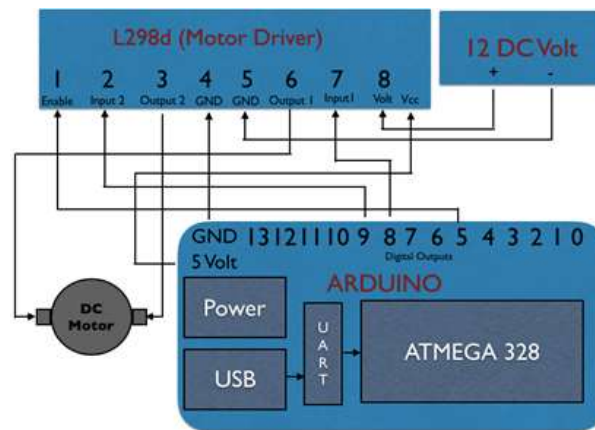 L298d (Motor Driver)
12 DC Volt
+ -
1 2 3 4 5 6 7 8
Enable Input 2 Output 2 GND GND Output 1 Input1 Volt Vcc
GND 13 12 11 10 9 8 7 6 5 4 3 2 1 0
5 Volt
Digital Outputs
ARDUINO
DC
Motor
Power
USB
UART
ATMEGA 328